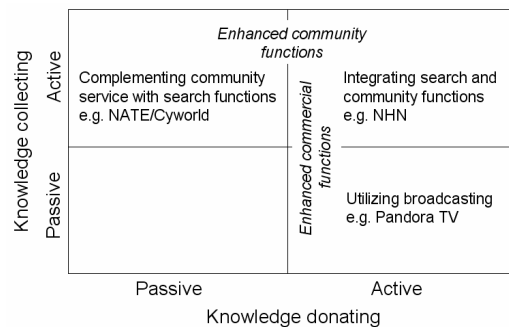 Enhanced community
functions
Complementing community
service with search functions
e.g. NATE/Cyworld
Integrating search and
community functions
e.g. NHN
Enhanced commercial
functions
Utilizing broadcasting
e.g. Pandora TV
Knowledge collecting
Active
Passive
Passive
Active
Knowledge donating